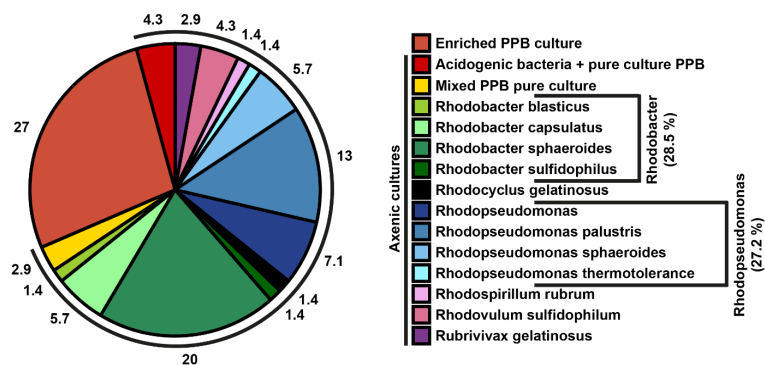 4.3
2.9
4.3
1.4
1.4
5.7
13
7.1
1.4
1.4
20
5.7
1.4
2.9
27
Enriched PPB culture
Acidogenic bacteria + pure culture PPB
Mixed PPB pure culture
Rhodobacter blasticus
Rhodobacter capsulatus
Rhodobacter sphaeroides
Rhodobacter sulfidophilus
Rhodocyclus gelatinosus
Rhodopseudomonas
Rhodopseudomonas palustris
Rhodopseudomonas sphaeroides
Rhodopseudomonas thermotolerance
Rhodospirillum rubrum
Rhodovulum sulfidophilum
Rubrivivax gelatinosus
Axenic cultures
Rhodobacter
(28.5 %)
Rhodopseudomonas
(27.2 %)